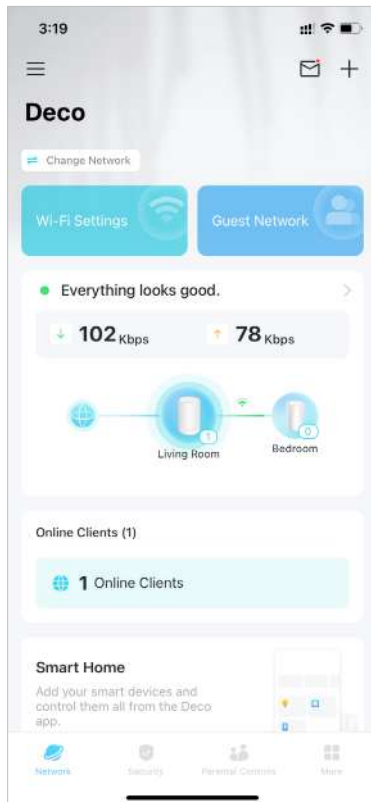 3:19
Deco
Change Network
Wi-Fi Settings
Guest Network
Everything looks good.
102 Kbps
78 Kbps
1
0
Living Room
Bedroom
Online Clients (1)
1 Online Clients
Smart Home
Add your smart devices and
control them all from the Deco
app.
Network
Security
Parental Controls
More